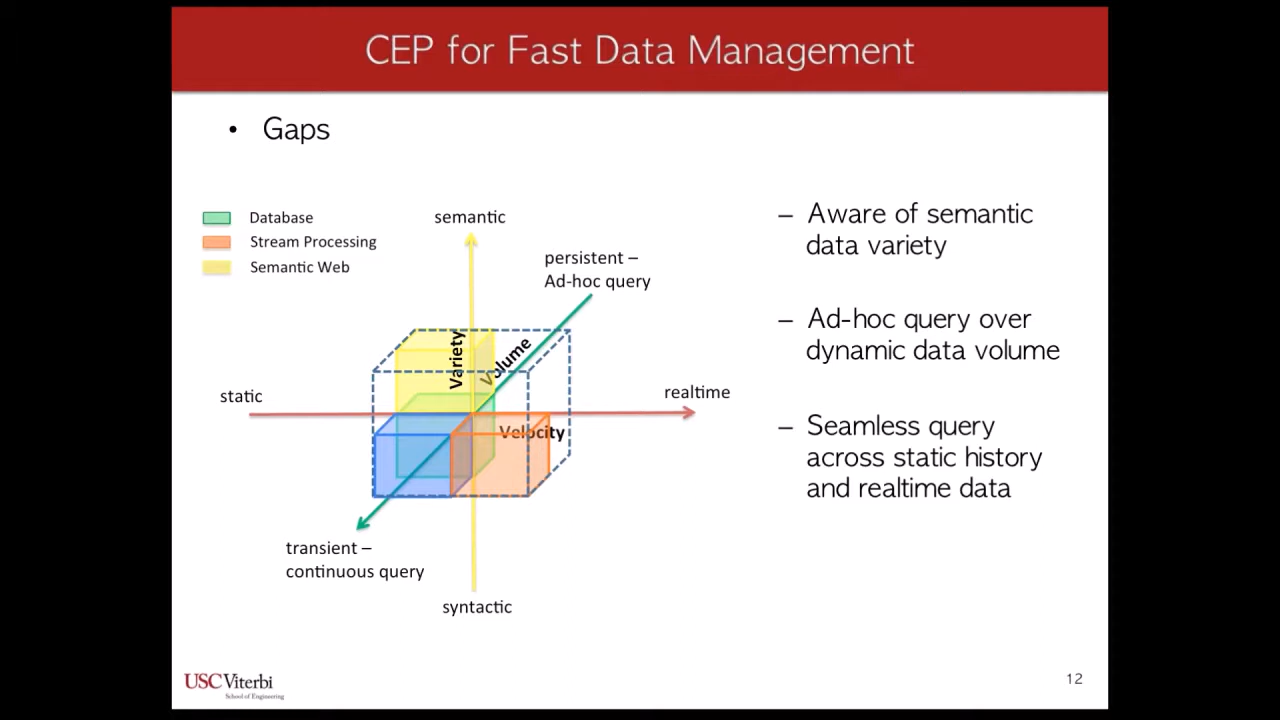 CEP for Fast Data Management
• Gaps
Database
Stream Processing
Semantic Web
semantic
persistent –
Ad-hoc query
Variety
Volume
static
realtime
Velocity
transient –
continuous query
syntactic
– Aware of semantic
data variety
– Ad-hoc query over
dynamic data volume
– Seamless query
across static history
and realtime data
USC Viterbi
School of Engineering
12